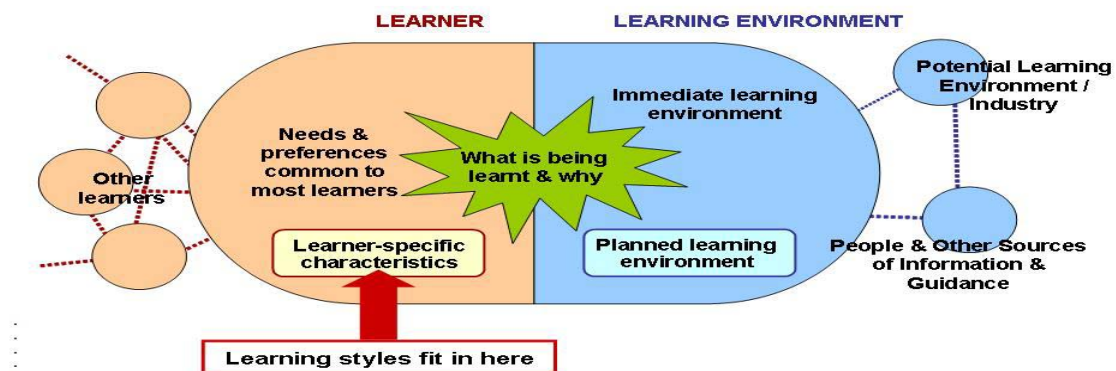 LEARNER
LEARNING ENVIRONMENT
Other
learners
Needs &
preferences
common to
most learners
What is being
learnt & why
Immediate learning
environment
Potential Learning
Environment /
Industry
Learner-specific
characteristics
Planned learning
environment
People & Other Sources
of Information &
Guidance
Learning styles fit in here